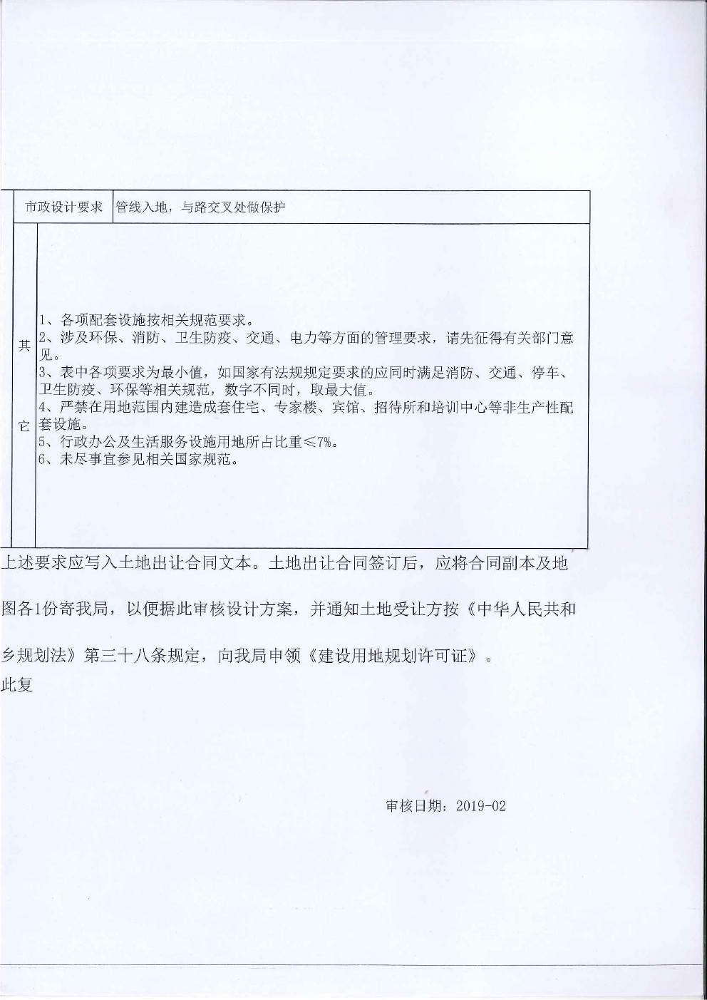 市政设计要求 管线入地，与路交叉处做保护
其它
1、各项配套设施按相关规范要求。
2、涉及环保、消防、卫生防疫、交通、电力等方面的管理要求，请先征得有关部门意
见。
3、表中各项要求为最小值，如国家有法规规定要求的应同时满足消防、交通、停车、
卫生防疫、环保等相关规范，数字不同时，取最大值。
4、严禁在用地范围内建造成套住宅、专家楼、宾馆、招待所和培训中心等非生产性配
套设施。
5、行政办公及生活服务设施用地所占比重≤7%。
6、未尽事宜参见相关国家规范。
上述要求应写入土地出让合同文本。土地出让合同签订后，应将合同副本及地
图各1份寄我局，以便据此审核设计方案，并通知土地受让方按《中华人民共和
乡规划法》第三十八条规定，向我局申领《建设用地规划许可证》。
此复
审核日期：2019-02